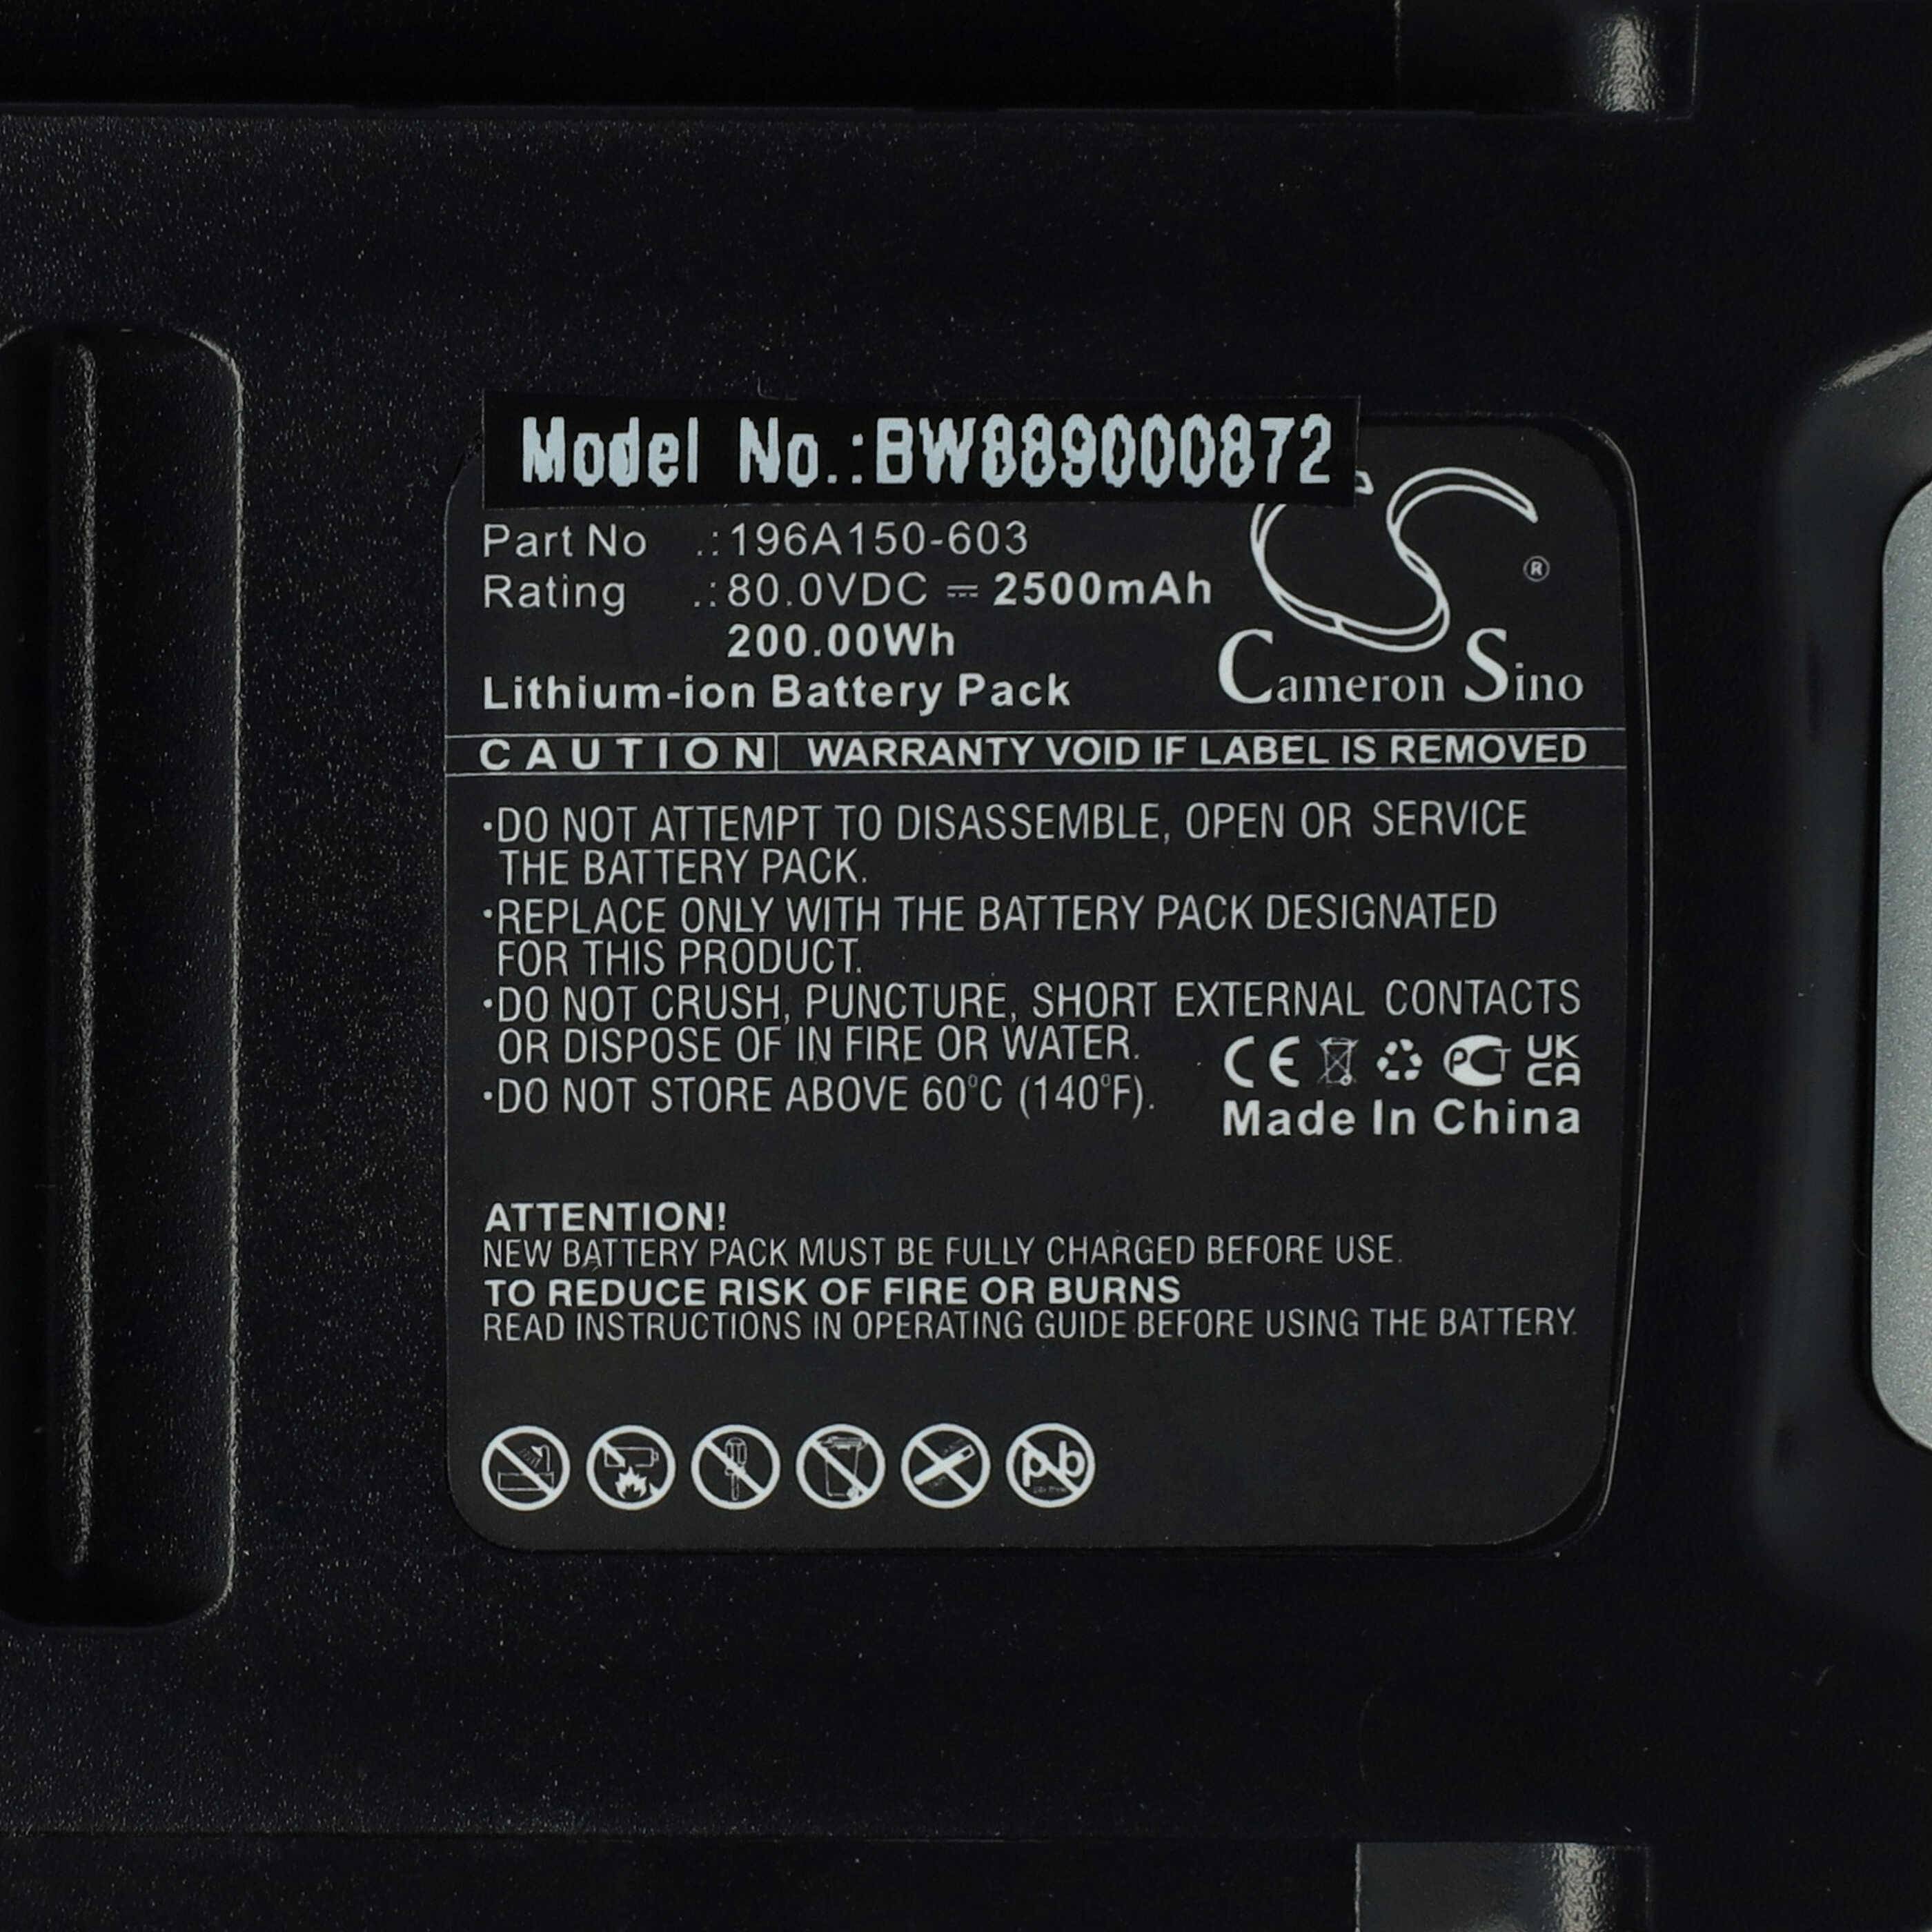 Model No.:BW889000872
Part No .:196A150-603
Rating .:80.0VDC ⎓ 2500mAh
200.00Wh
Lithium-ion Battery Pack
CS
®
Cameron Sino
CAUTION WARRANTY VOID IF LABEL IS REMOVED
·DO NOT ATTEMPT TO DISASSEMBLE, OPEN OR SERVICE
THE BATTERY PACK.
·REPLACE ONLY WITH THE BATTERY PACK DESIGNATED
FOR THIS PRODUCT.
·DO NOT CRUSH, PUNCTURE, SHORT EXTERNAL CONTACTS
OR DISPOSE OF IN FIRE OR WATER.
·DO NOT STORE ABOVE 60°C (140°F).
CE PCT UK
CA
Made In China
ATTENTION!
NEW BATTERY PACK MUST BE FULLY CHARGED BEFORE USE.
TO REDUCE RISK OF FIRE OR BURNS
READ INSTRUCTIONS IN OPERATING GUIDE BEFORE USING THE BATTERY.
pb